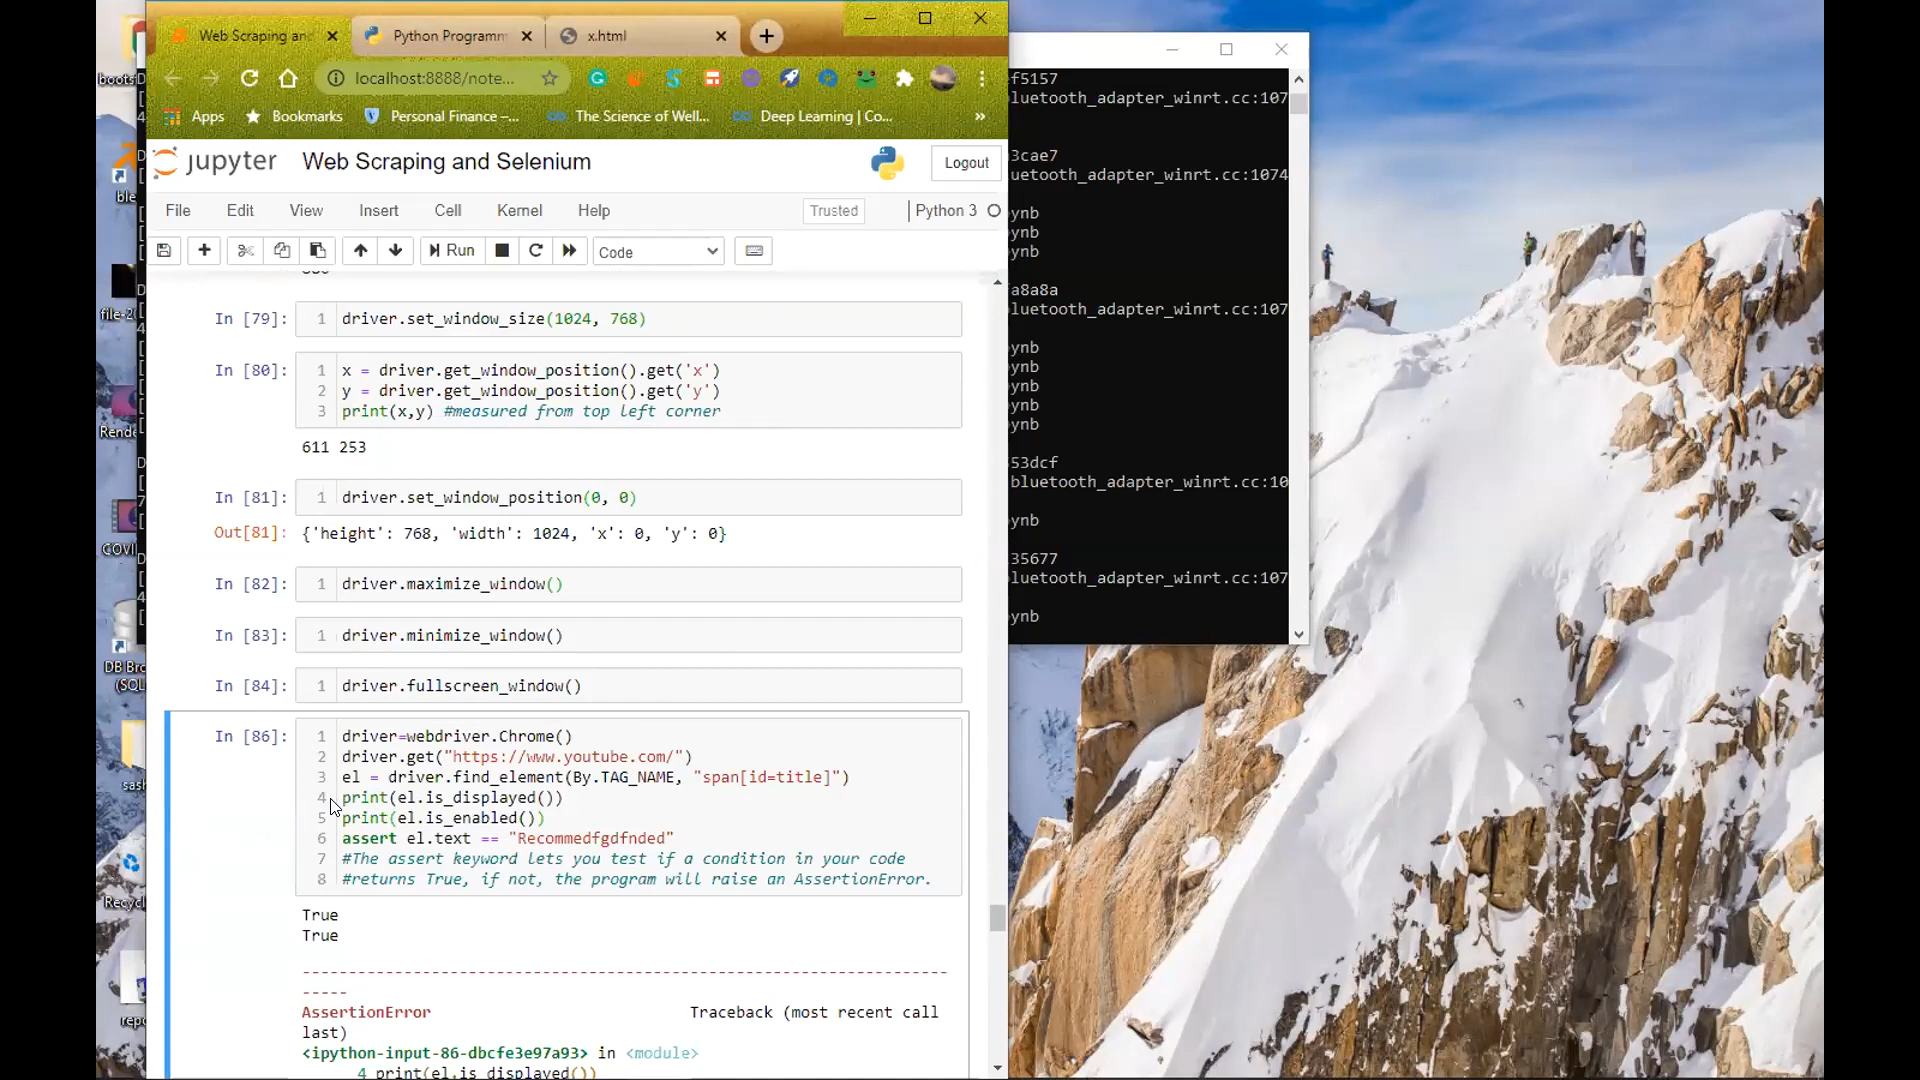 Web Scraping and
Python Programm
x.html
localhost:8888/note...
Apps
Bookmarks
Personal Finance –...
The Science of Well...
Deep Learning | Co...
»
jupyter
Web Scraping and Selenium
Logout
File
Edit
View
Insert
Cell
Kernel
Help
Trusted
Python 3
Run
Code
In [79]:
1 driver.set_window_size(1024, 768)
In [80]:
1 x = driver.get_window_position().get('x')
2 y = driver.get_window_position().get('y')
3 print(x,y) #measured from top left corner
611 253
In [81]:
1 driver.set_window_position(0, 0)
Out[81]:
{'height': 768, 'width': 1024, 'x': 0, 'y': 0}
In [82]:
1 driver.maximize_window()
In [83]:
1 driver.minimize_window()
In [84]:
1 driver.fullscreen_window()
In [86]:
1 driver=webdriver.Chrome()
2 driver.get("https://www.youtube.com/")
3 el = driver.find_element(By.TAG_NAME, "span[id=title]")
4 print(el.is_displayed())
5 print(el.is_enabled())
6 assert el.text == "Recommedfgdfnded"
7 #The assert keyword lets you test if a condition in your code
8 #returns True, if not, the program will raise an AssertionError.
True
True
---------------------------------------------------------------------------
AssertionError Traceback (most recent call
last)
<ipython-input-86-dbcfe3e97a93> in <module>
4 print(el.is_displayed())
f5157
luetooth_adapter_winrt.cc:107
3cae7
uetooth_adapter_winrt.cc:1074
ynb
ynb
ynb
a8a8a
luetooth_adapter_winrt.cc:107
ynb
ynb
ynb
ynb
ynb
53dcf
bluetooth_adapter_winrt.cc:10
ynb
35677
luetooth_adapter_winrt.cc:107
ynb
boots
ble
file-2
Rende
COVI
DB Bro
(SQL
sash
Recyc
repo